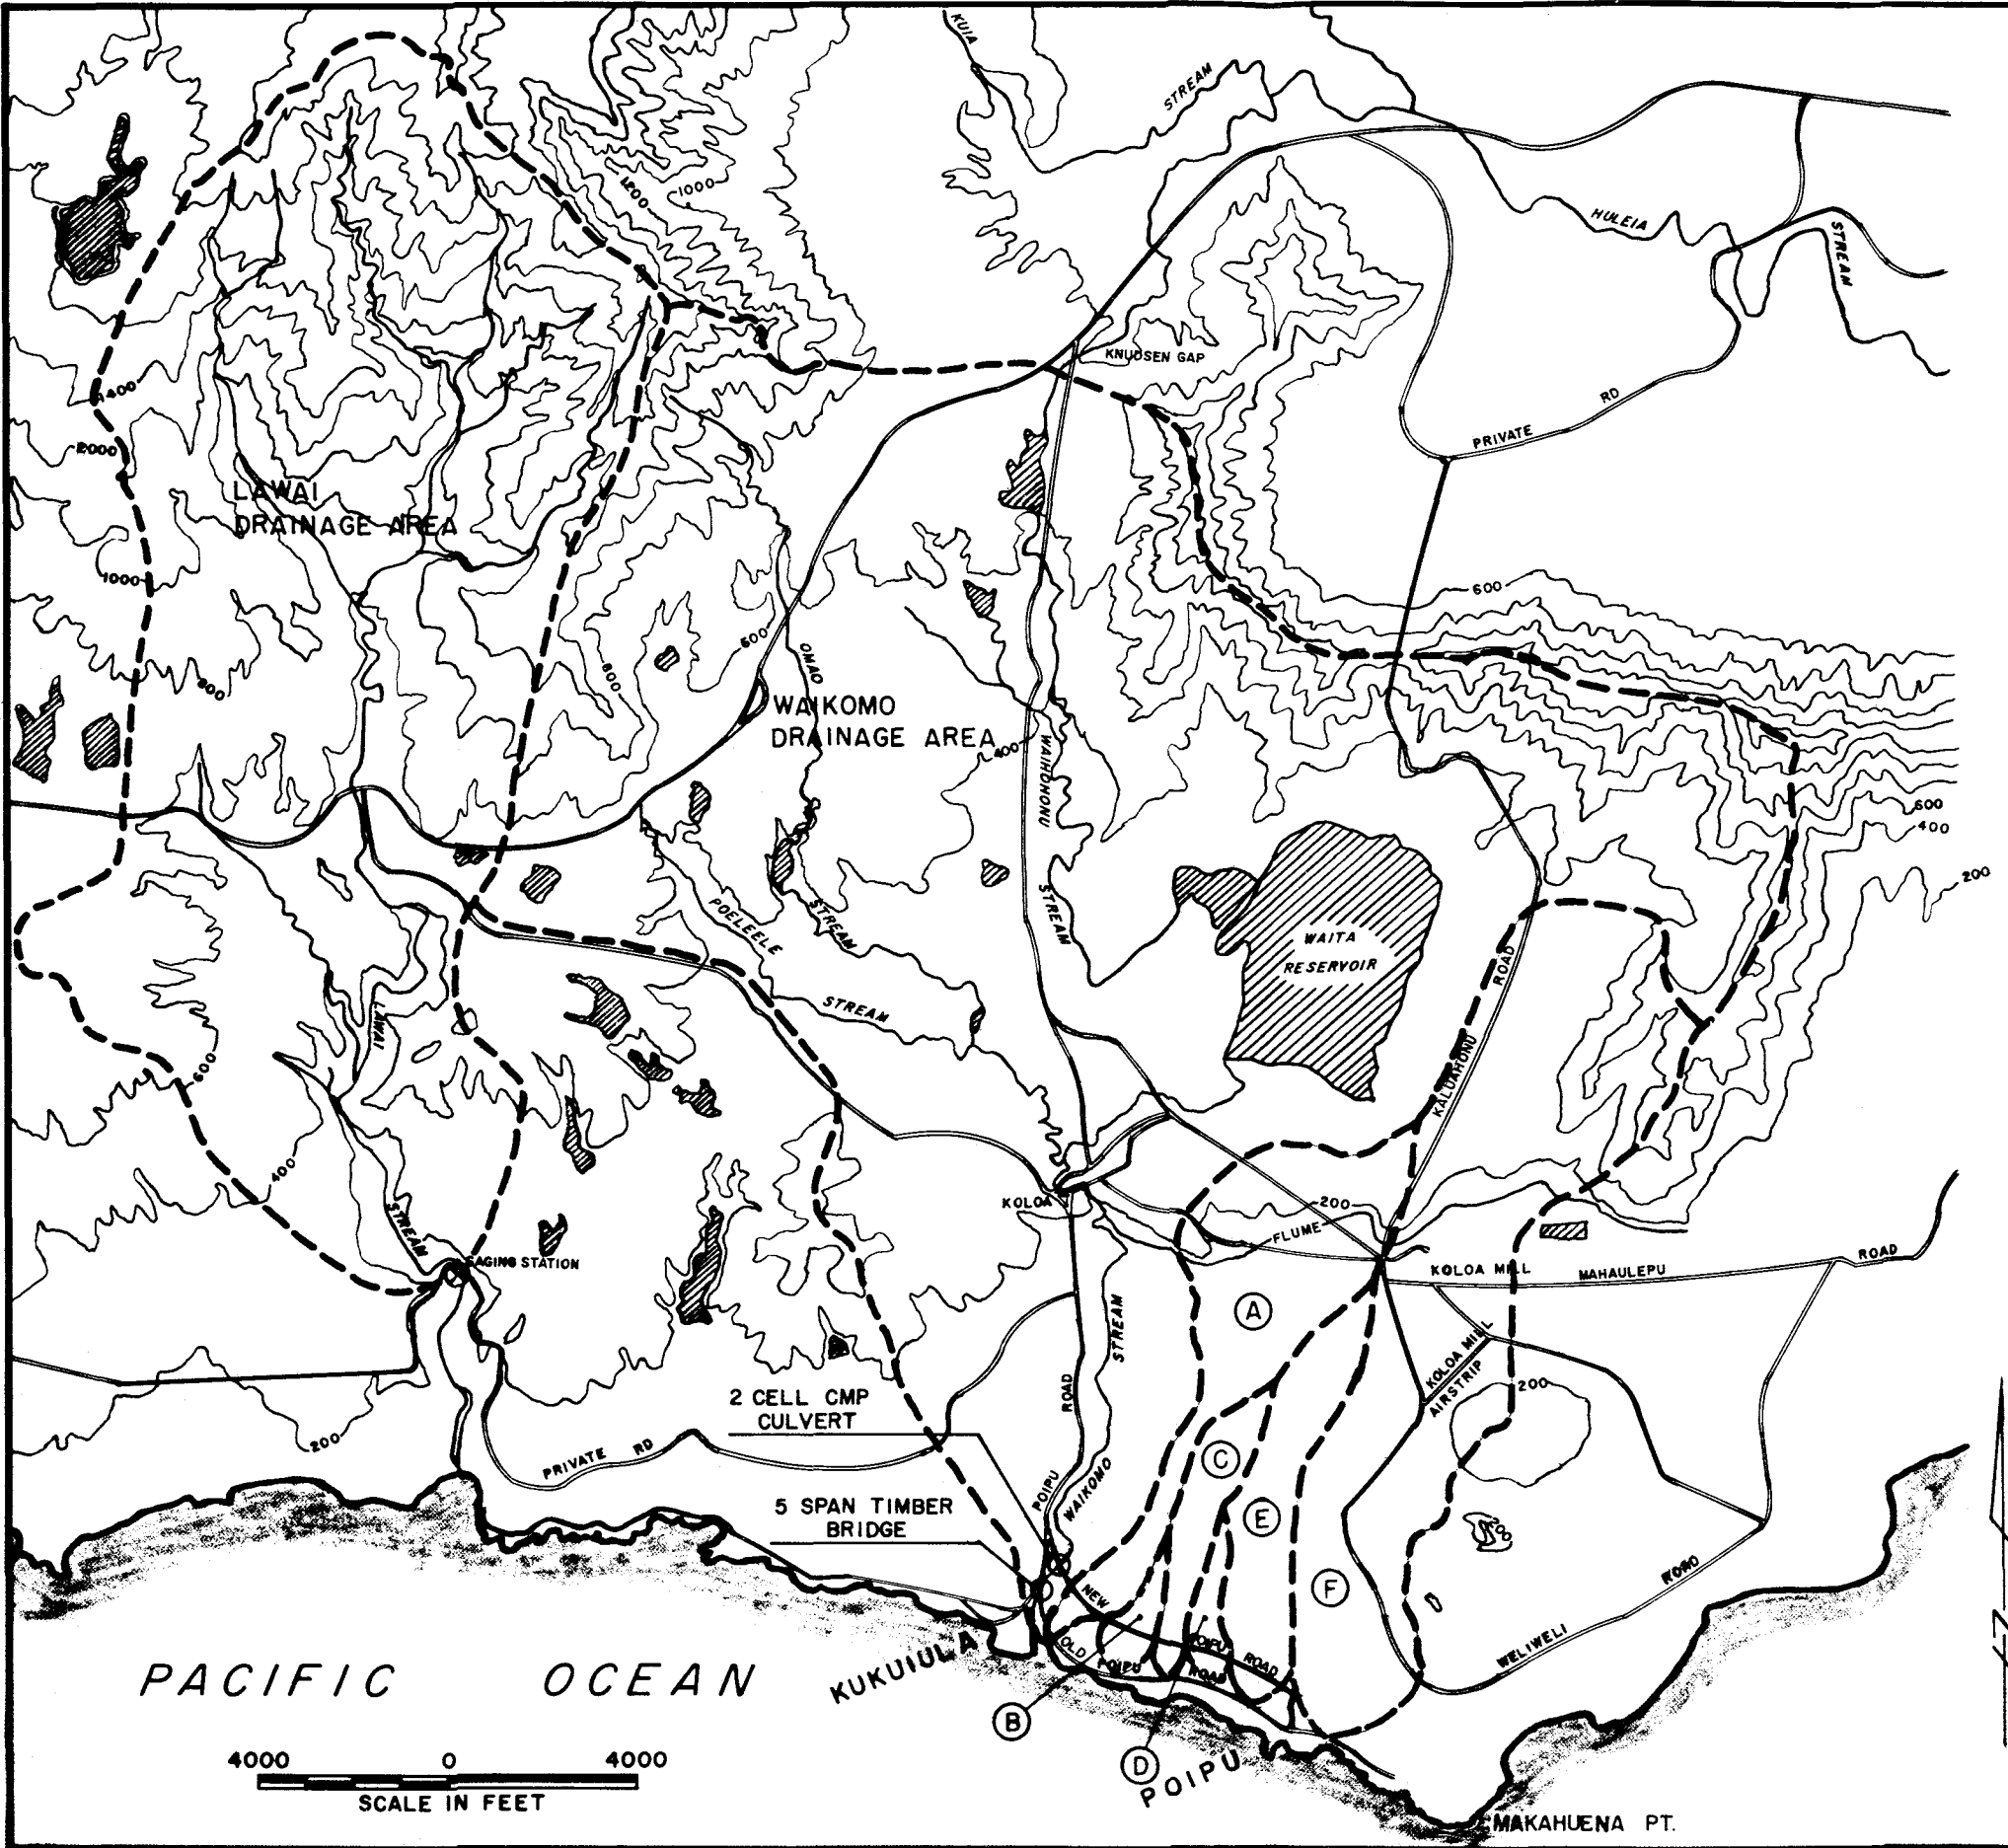 KUIA
STREAM
1200
1000
HULEIA
STREAM
KNUDSEN GAP
1400
2000
PRIVATE
RD
LAWAI
DRAINAGE AREA
1000
600
600
OMAO
800
800
WAIKOMO
DRAINAGE AREA
400
WAIHOHONU
STREAM
600
400
200
POELEELE
STREAM
STREAM
WAITA
RESERVOIR
KALUAHONU
ROAD
LAWAI
STREAM
600
400
KOLOA
200
FLUME
GAGING STATION
KOLOA MILL
MAHAULEPU
ROAD
A
STREAM
ROAD
KOLOA MILL
AIRSTRIP
200
2 CELL CMP
CULVERT
200
PRIVATE RD
C
POIPU
WAIKOMO
5 SPAN TIMBER
BRIDGE
E
F
NEW
POIPU
ROAD
OLD
POIPU
ROAD
WELIWELI
ROAD
KUKUIULA
PACIFIC OCEAN
B
D
POIPU
4000 0 4000
SCALE IN FEET
MAKAHUENA PT.